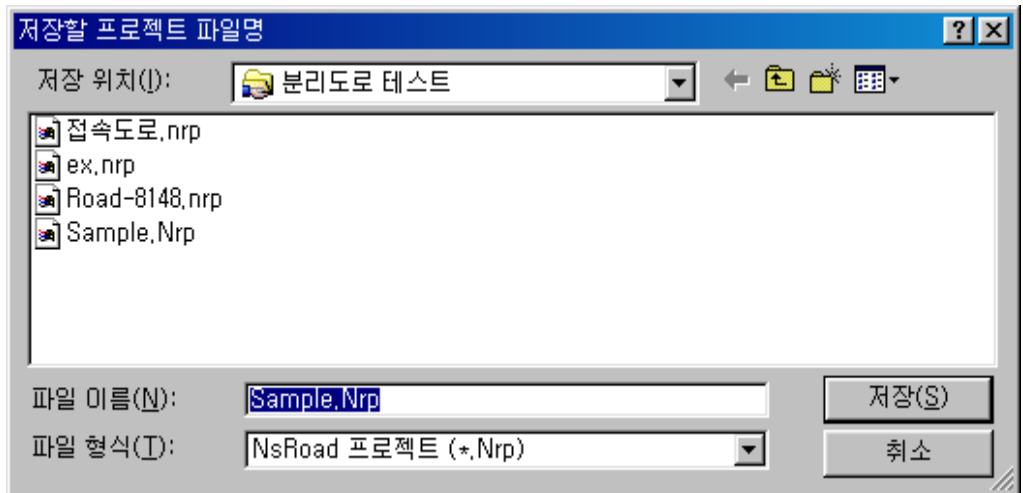 저장할 프로젝트 파일명
저장 위치(I): 분리도로 테스트
접속도로.nrp
ex.nrp
Road-8148.nrp
Sample.Nrp
파일 이름(N): Sample.Nrp 저장(S)
파일 형식(T): NsRoad 프로젝트 (*.Nrp) 취소